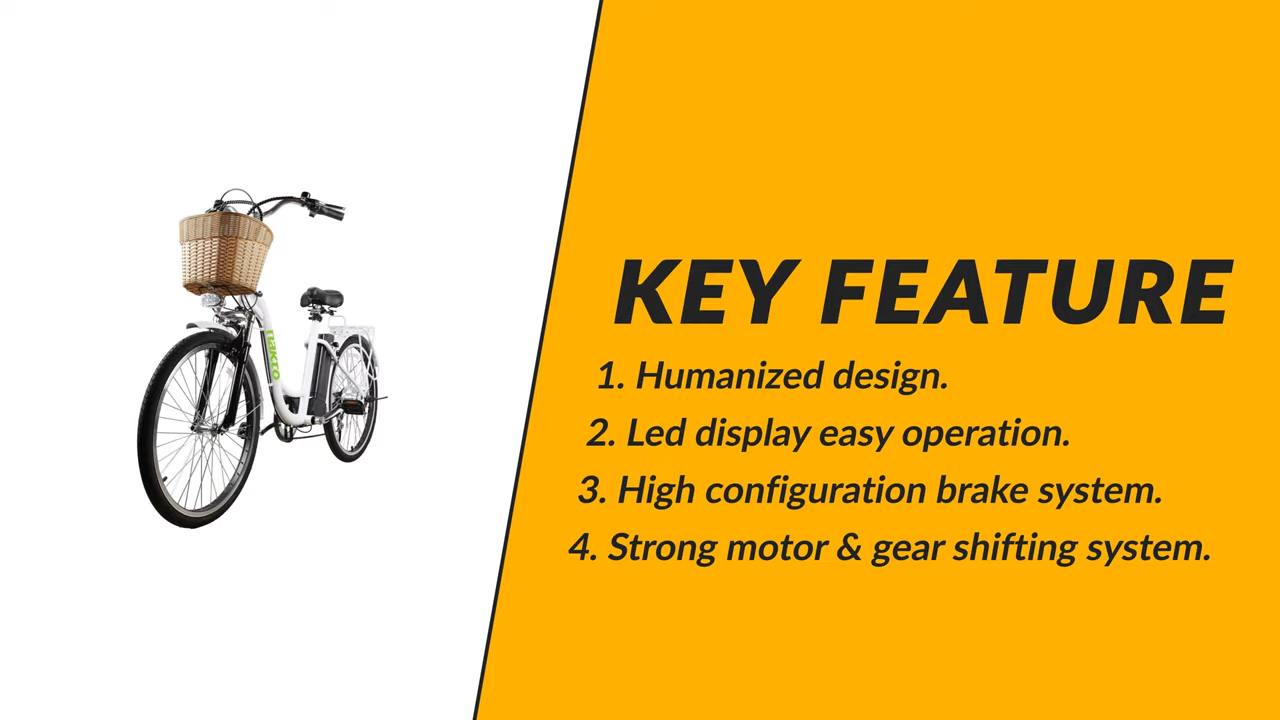 nakto
KEY FEATURE
1. Humanized design.
2. Led display easy operation.
3. High configuration brake system.
4. Strong motor & gear shifting system.